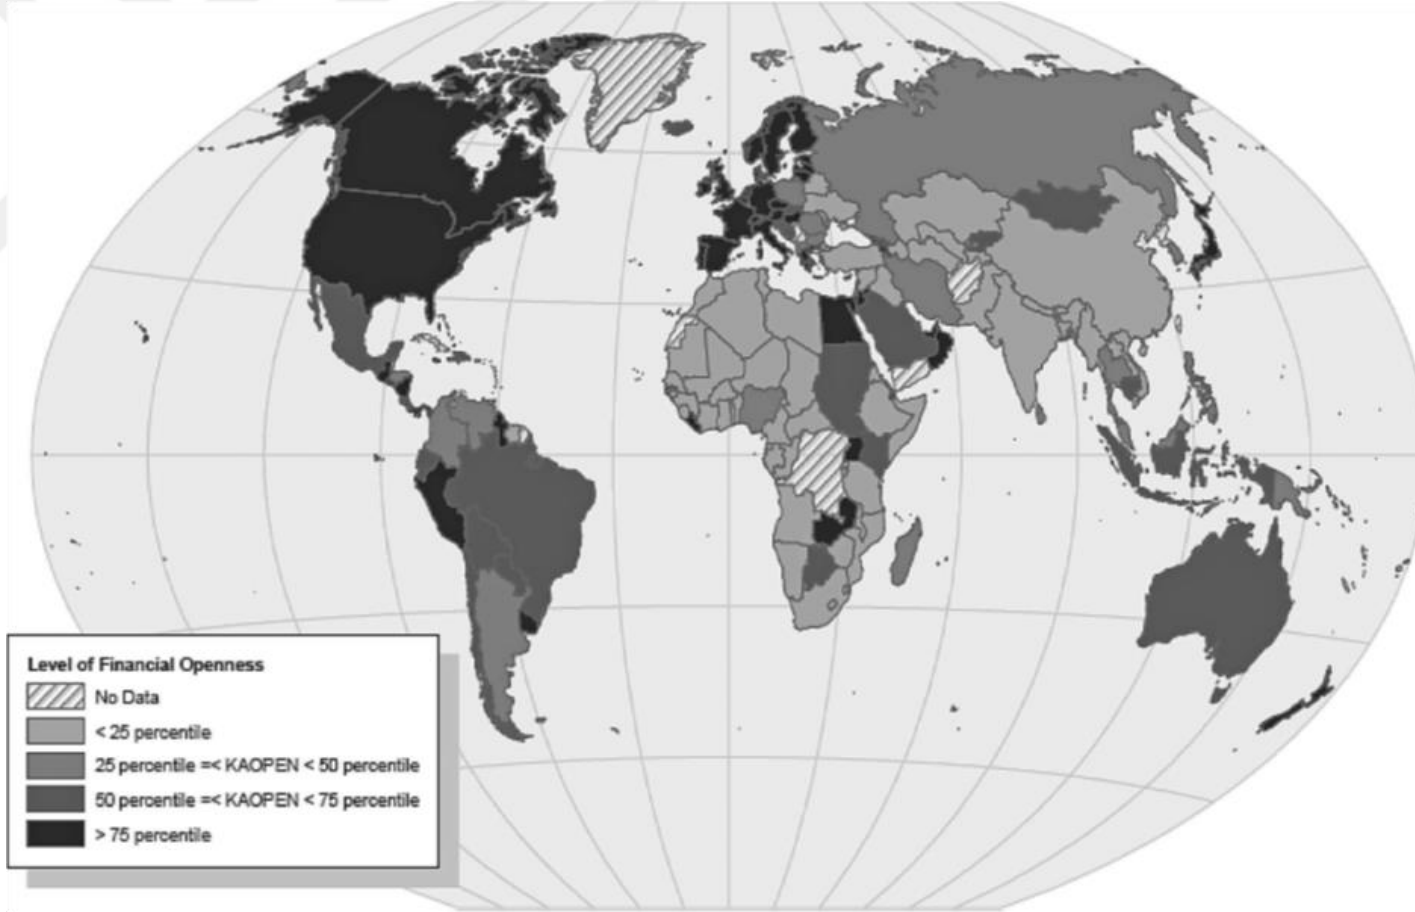 Level of Financial Openness
No Data
< 25 percentile
25 percentile =< KAOPEN < 50 percentile
50 percentile =< KAOPEN < 75 percentile
> 75 percentile